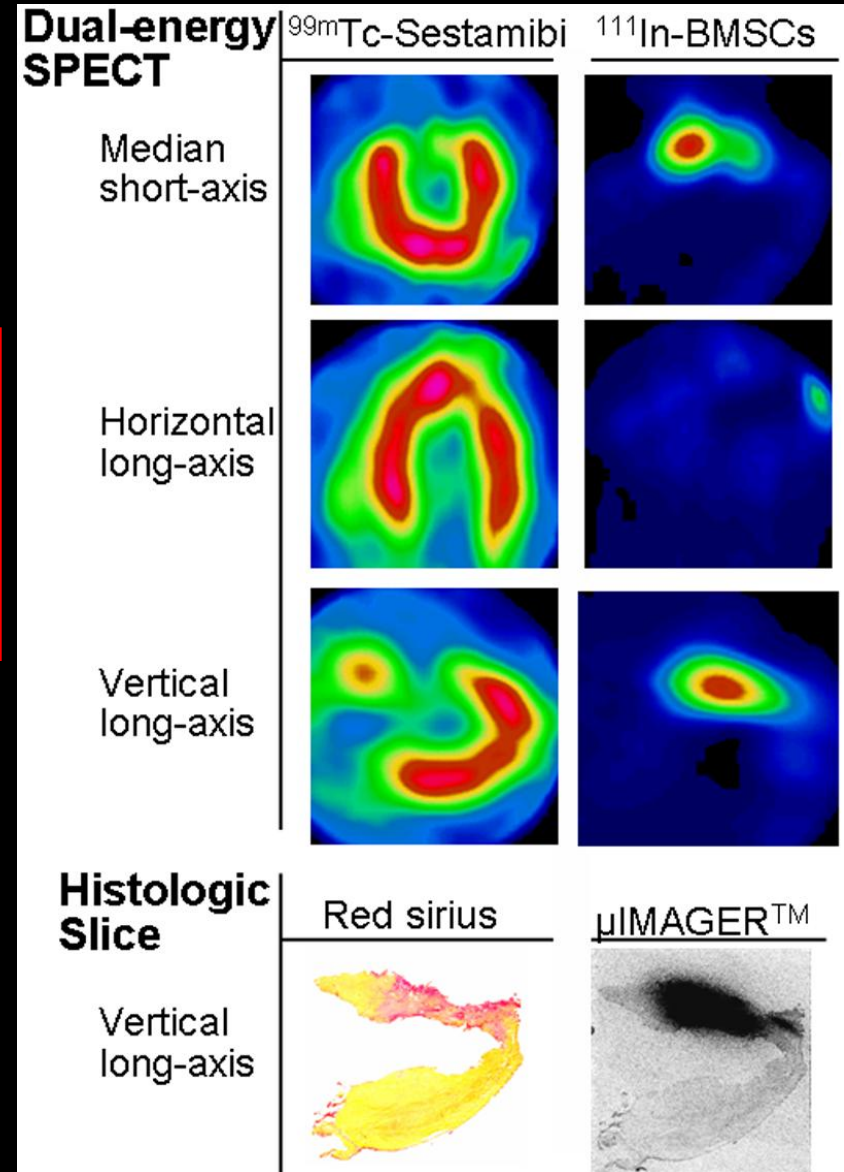 Dual-energy SPECT
⁹⁹ᵐTc-Sestamibi
¹¹¹In-BMSCs
Median
short-axis
Horizontal
long-axis
Vertical
long-axis
Histologic
Slice
Red sirius
µIMAGER™
Vertical
long-axis